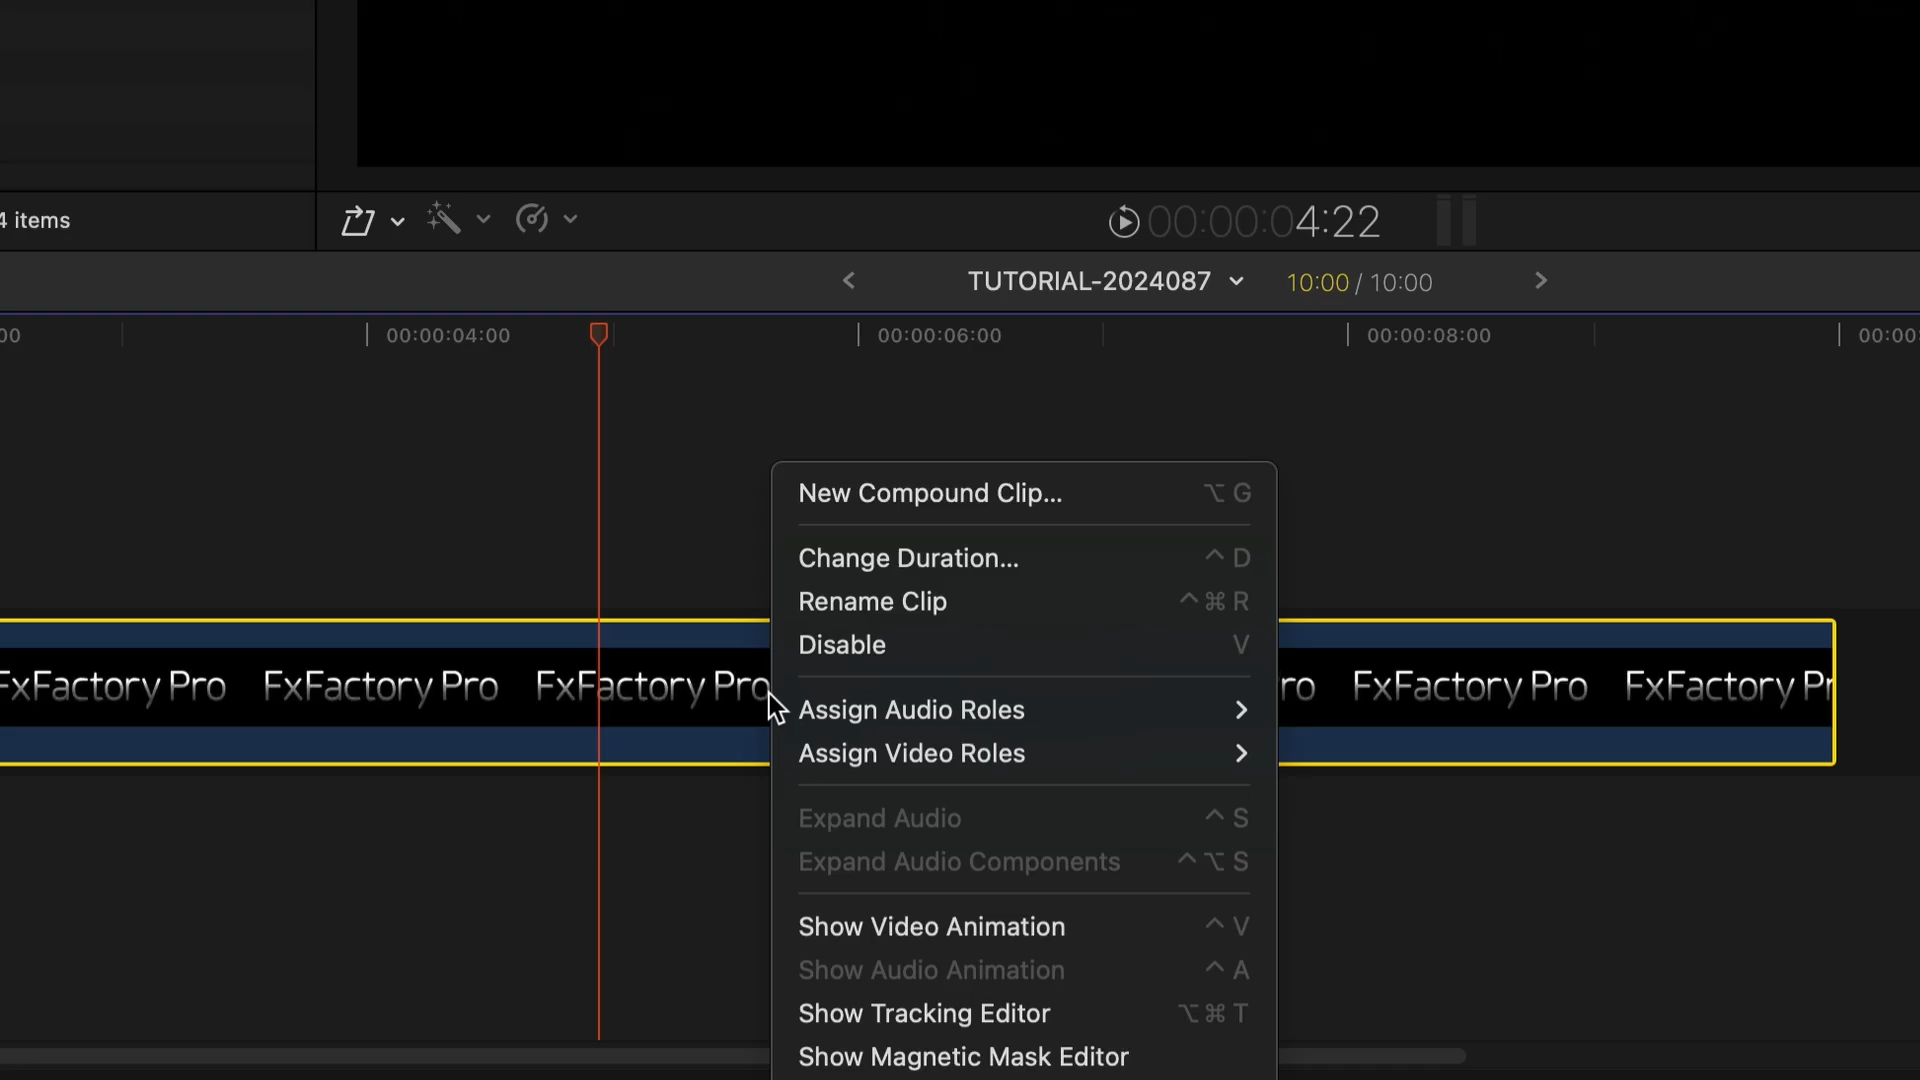 4 items
00:00:04:22
TUTORIAL-2024087
10:00 / 10:00
00
00:00:04:00
00:00:06:00
00:00:08:00
00:00:
New Compound Clip... ⌥ G
Change Duration... ^ D
Rename Clip ^ ⌘ R
Disable V
FxFactory Pro FxFactory Pro FxFactory Pro
ro FxFactory Pro FxFactory Pr
Assign Audio Roles
Assign Video Roles
Expand Audio ^ S
Expand Audio Components ^ ⌥ S
Show Video Animation ^ V
Show Audio Animation ^ A
Show Tracking Editor ⌥ ⌘ T
Show Magnetic Mask Editor